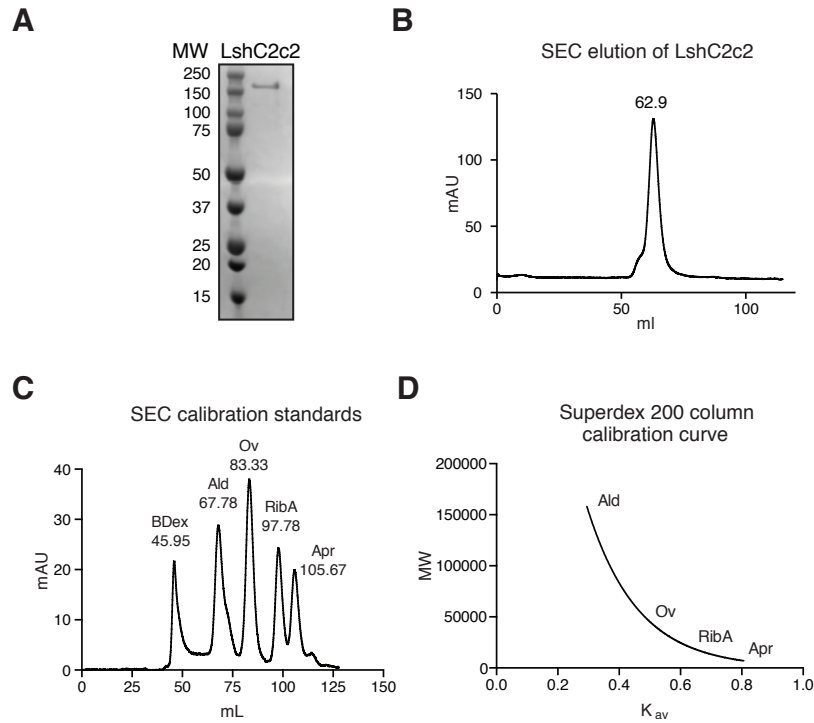 A
MW LshC2c2
250
150
100
75
50
37
25
20
15
B
SEC elution of LshC2c2
62.9
150
100
50
0
mAU
0 50 100
ml
C
SEC calibration standards
BDex
45.95
Ald
67.78
Ov
83.33
RibA
97.78
Apr
105.67
40
30
20
10
0
mAU
0 25 50 75 100 125 150
mL
D
Superdex 200 column
calibration curve
200000
150000
100000
50000
0
MW
Ald
Ov
RibA
Apr
0.0 0.2 0.4 0.6 0.8 1.0
Kav